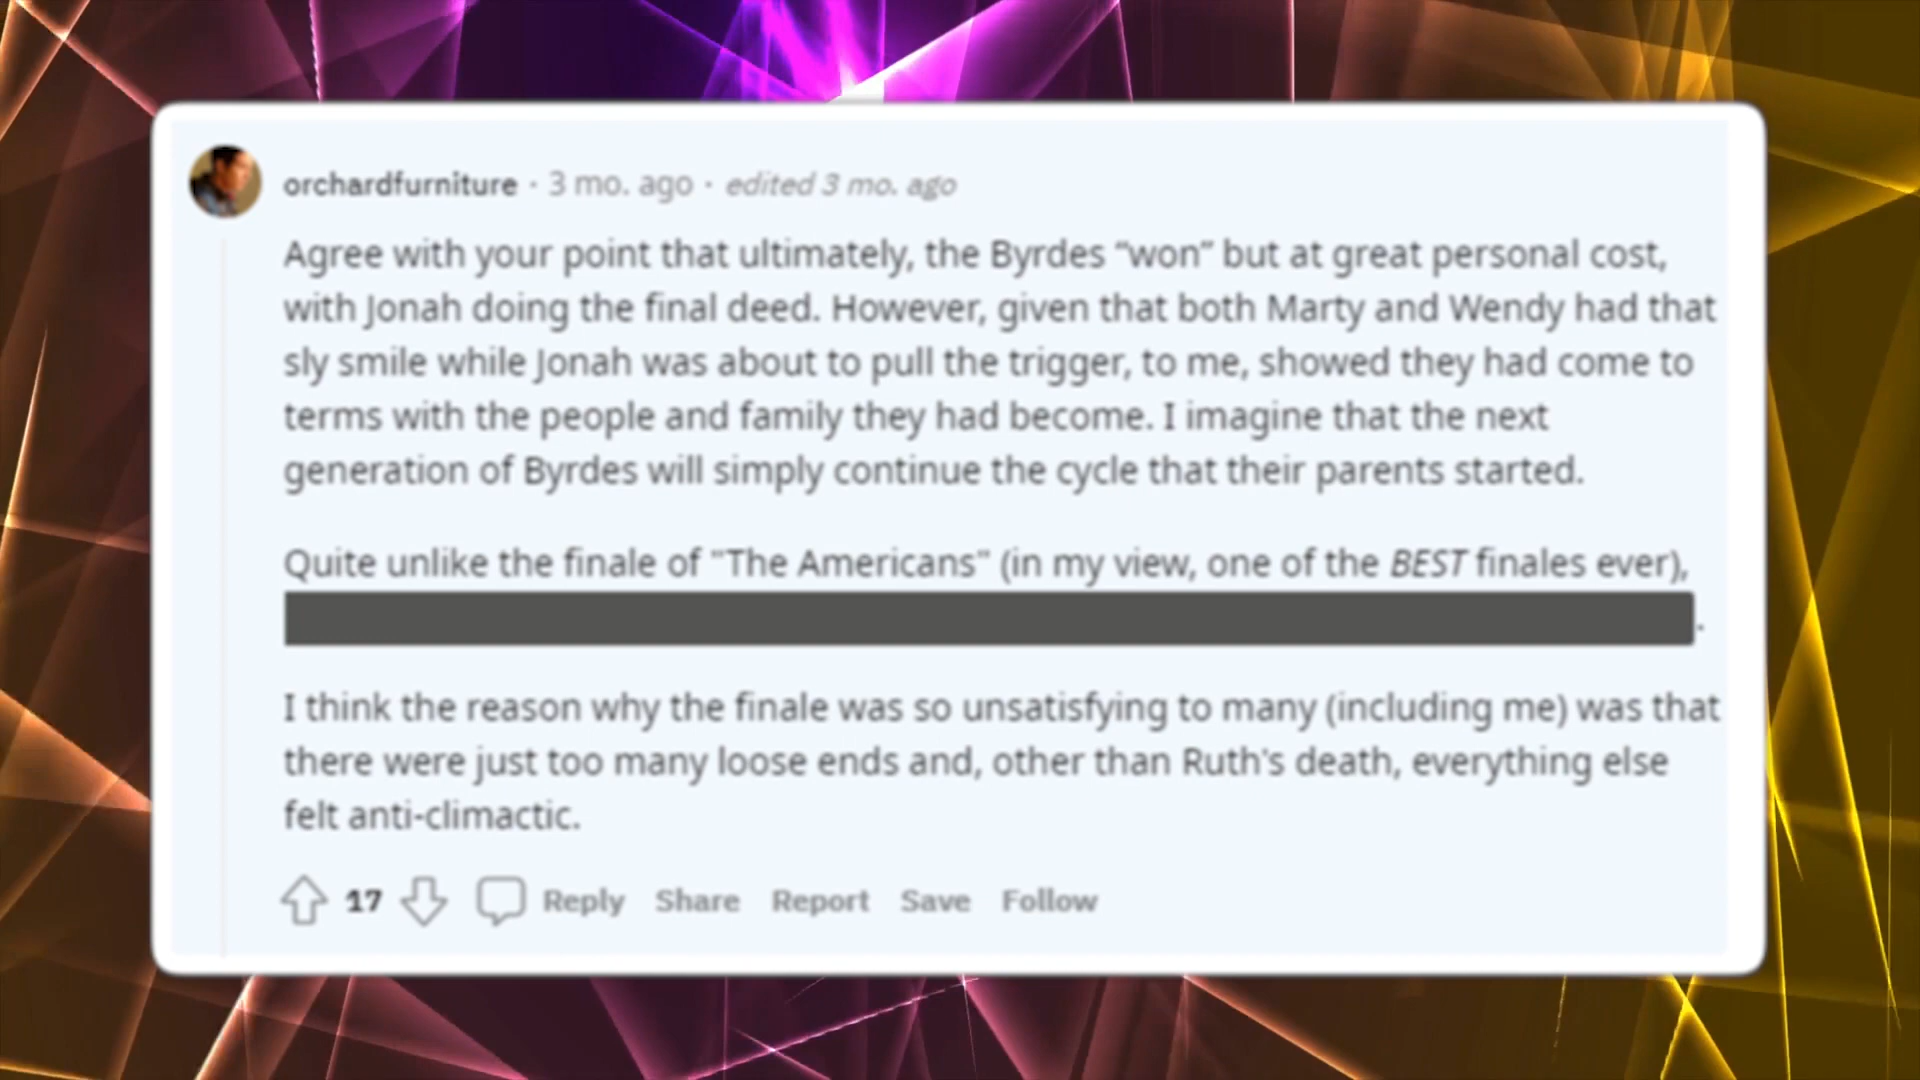 orchardfurniture · 3 mo. ago · edited 3 mo. ago
Agree with your point that ultimately, the Byrdes “won” but at great personal cost,
with Jonah doing the final deed. However, given that both Marty and Wendy had that
sly smile while Jonah was about to pull the trigger, to me, showed they had come to
terms with the people and family they had become. I imagine that the next
generation of Byrdes will simply continue the cycle that their parents started.
Quite unlike the finale of "The Americans" (in my view, one of the BEST finales ever),
.
I think the reason why the finale was so unsatisfying to many (including me) was that
there were just too many loose ends and, other than Ruth's death, everything else
felt anti-climactic.
17 Reply Share Report Save Follow